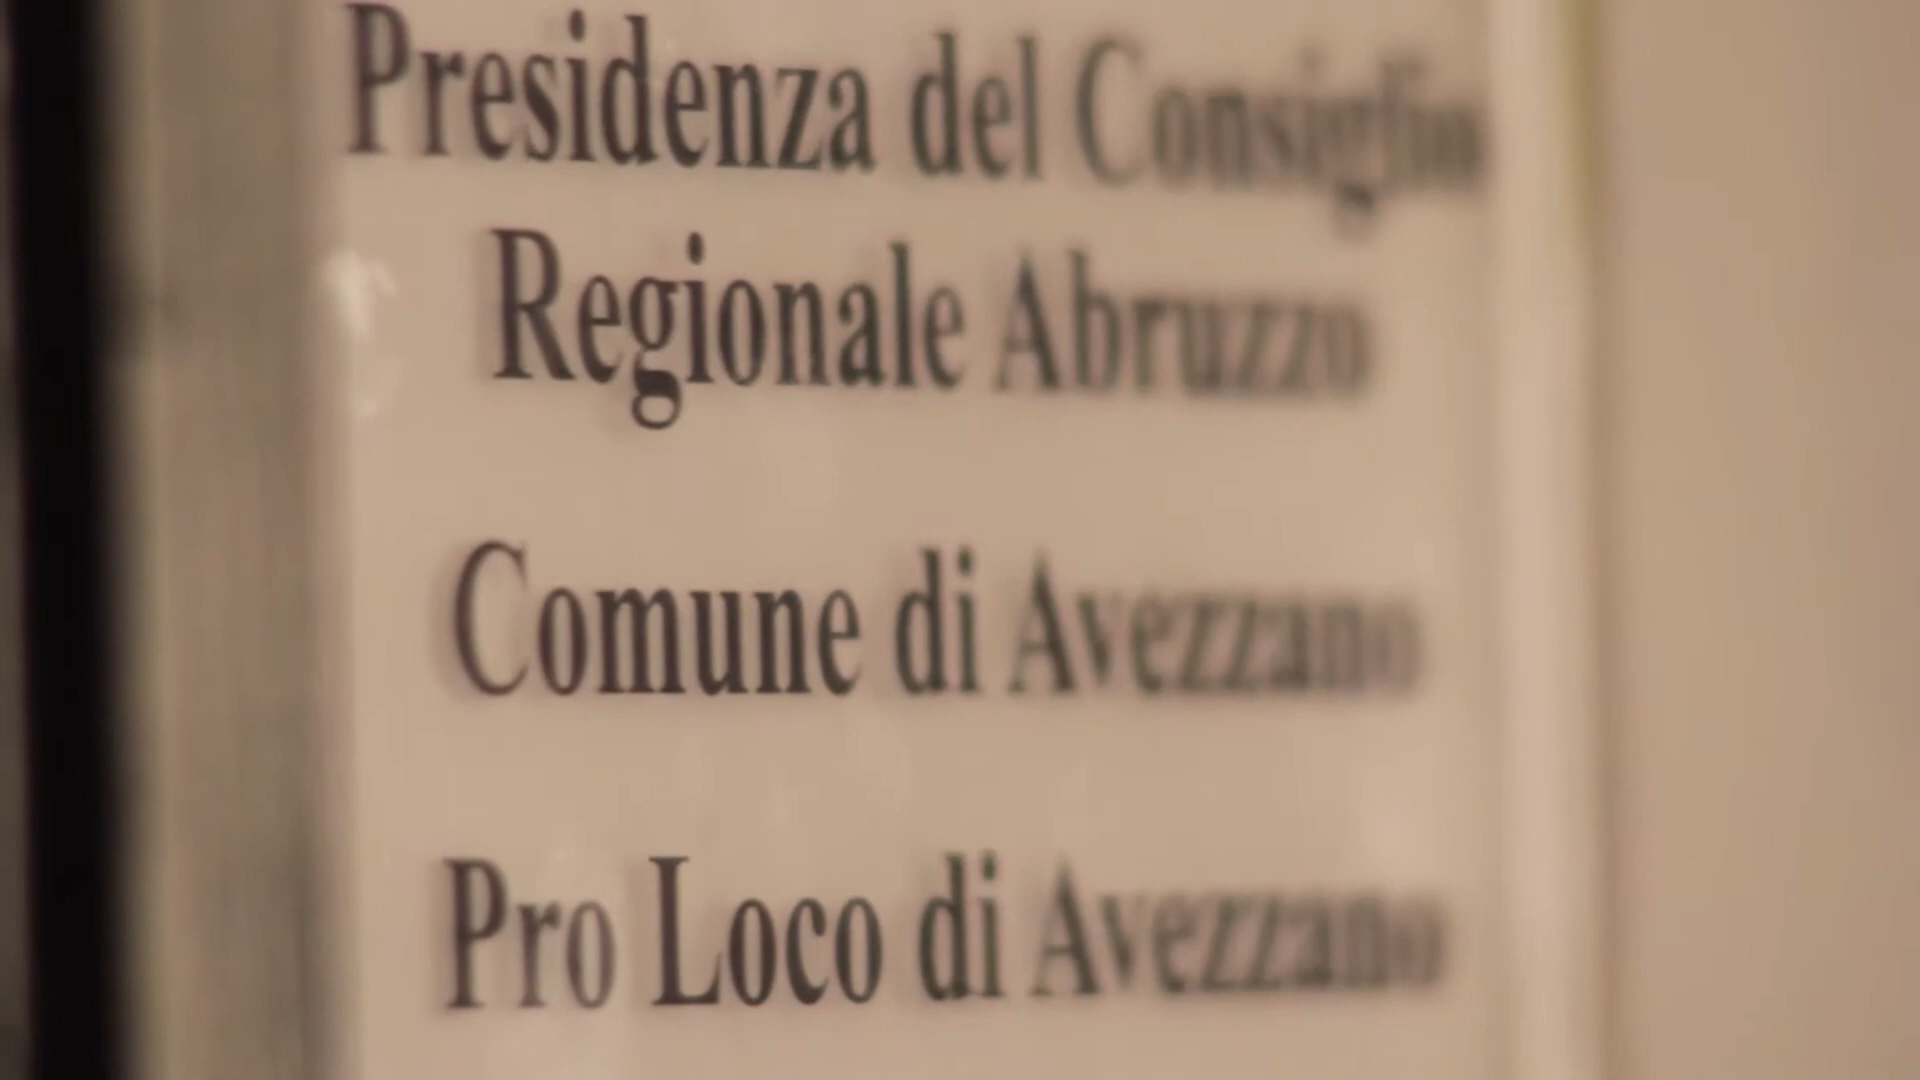 Presidenza del Consiglio
Regionale Abruzzo
Comune di Avezzano
Pro Loco di Avezzano